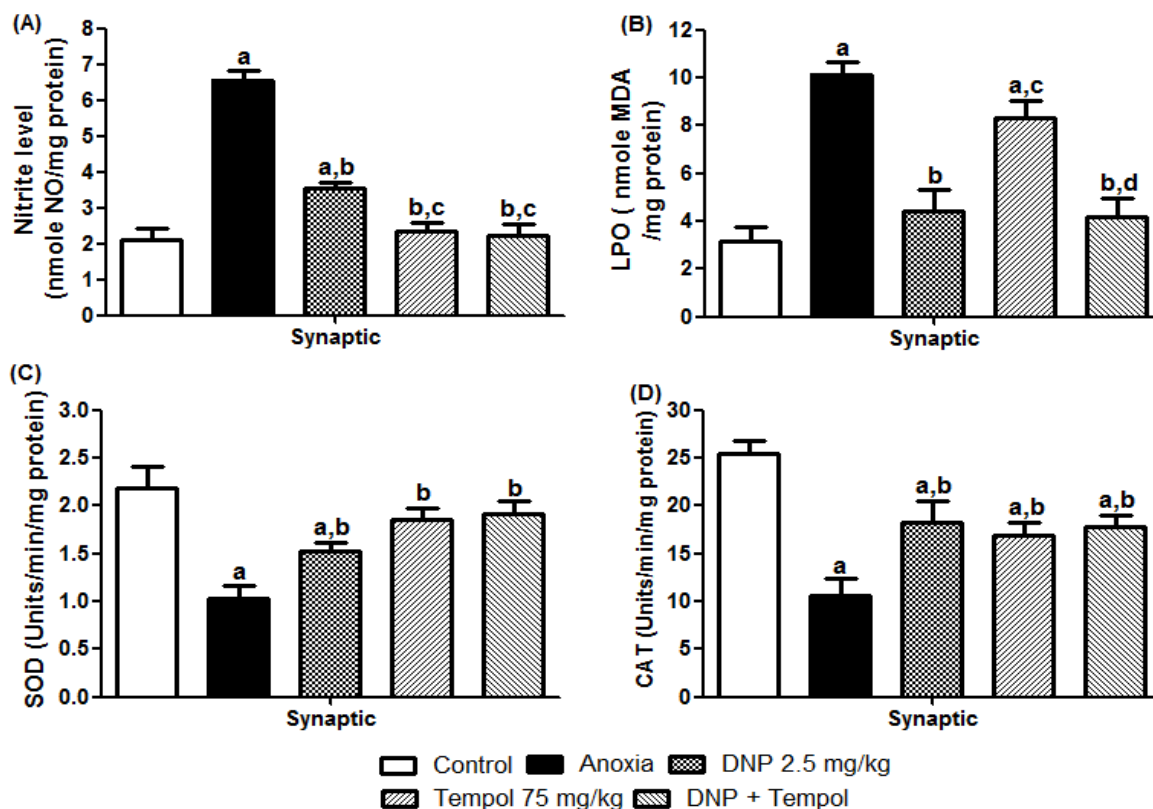 (A)
Nitrite level
(nmole NO/mg protein)
8
7
6
5
4
3
2
1
0
a
a,b
b,c
b,c
Synaptic
(B)
LPO ( nmole MDA
/mg protein)
12
10
8
6
4
2
0
a
b
a,c
b,d
Synaptic
(C)
SOD (Units/min/mg protein)
3.0
2.5
2.0
1.5
1.0
0.5
0.0
a
a,b
b
b
Synaptic
(D)
CAT (Units/min/mg protein)
30
25
20
15
10
5
0
a
a,b
a,b
a,b
Synaptic
Control Anoxia DNP 2.5 mg/kg
Tempol 75 mg/kg DNP + Tempol